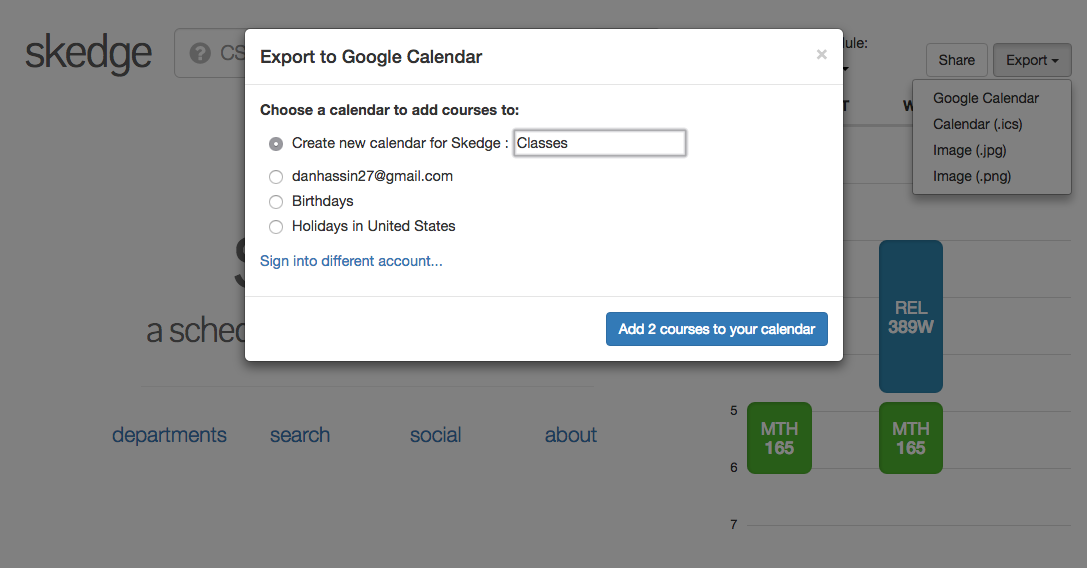 skedge
? CS
ule:
Share
Export
T
W
Google Calendar
Calendar (.ics)
Image (.jpg)
Image (.png)
Export to Google Calendar
×
Choose a calendar to add courses to:
Create new calendar for Skedge : Classes
danhassin27@gmail.com
Birthdays
Holidays in United States
Sign into different account...
Add 2 courses to your calendar
S
a sched
departments search social about
REL
389W
5
MTH
165
MTH
165
6
7